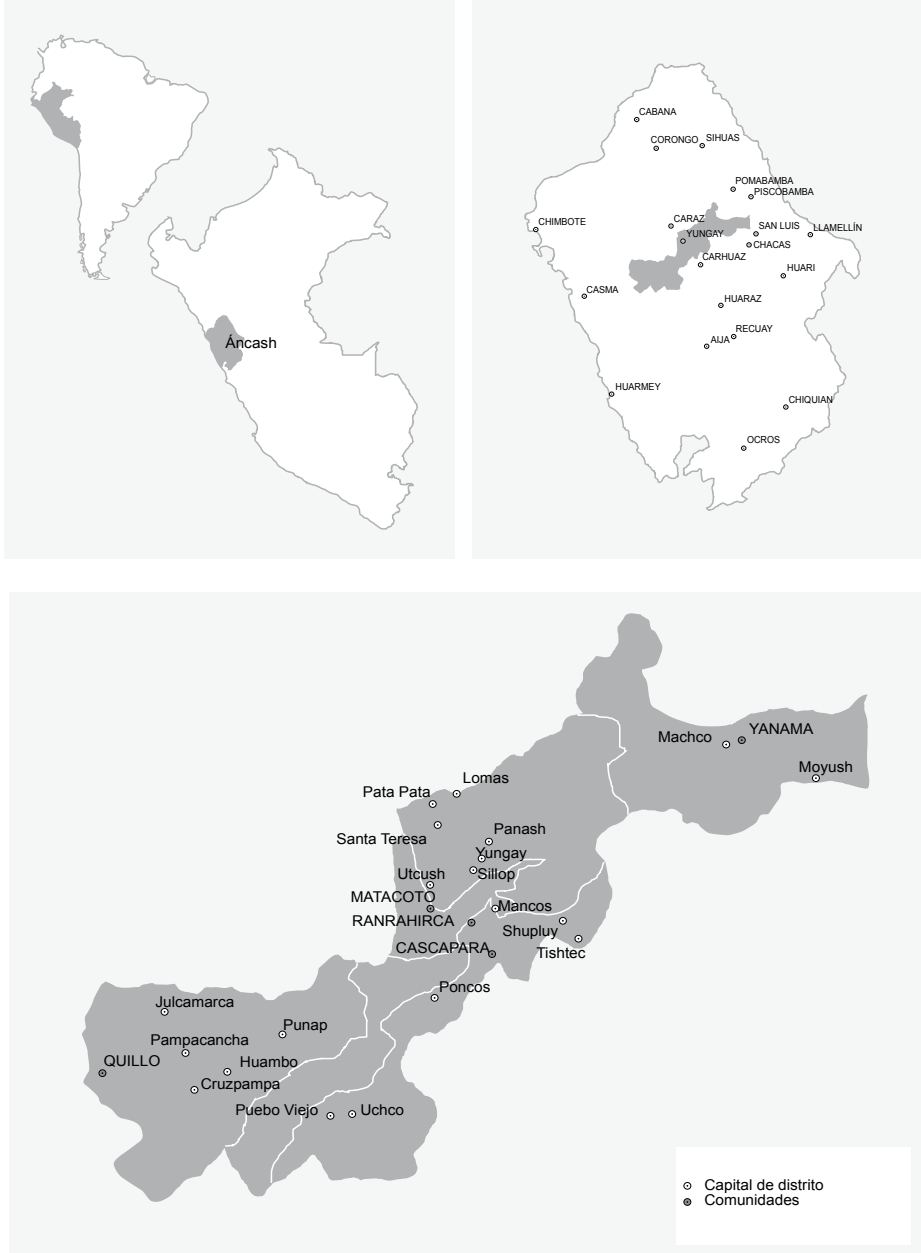 Áncash
CABANA
CORONGO
SIHUAS
POMABAMBA
PISCOBAMBA
CHIMBOTE
CARAZ
YUNGAY
SAN LUIS
LLAMELLÍN
CHACAS
CARHUAZ
HUARI
CASMA
HUARAZ
RECUAY
AIJA
HUARMEY
CHIQUIAN
OCROS
Machco
YANAMA
Moyush
Lomas
Pata Pata
Santa Teresa
Panash
Yungay
Utcush
Sillop
MATACOTO
Mancos
RANRAHIRCA
Shupluy
CASCAPARA
Tishtec
Poncos
Julcamarca
Punap
Pampacancha
QUILLO
Huambo
Cruzpampa
Puebo Viejo
Uchco
Capital de distrito
Comunidades